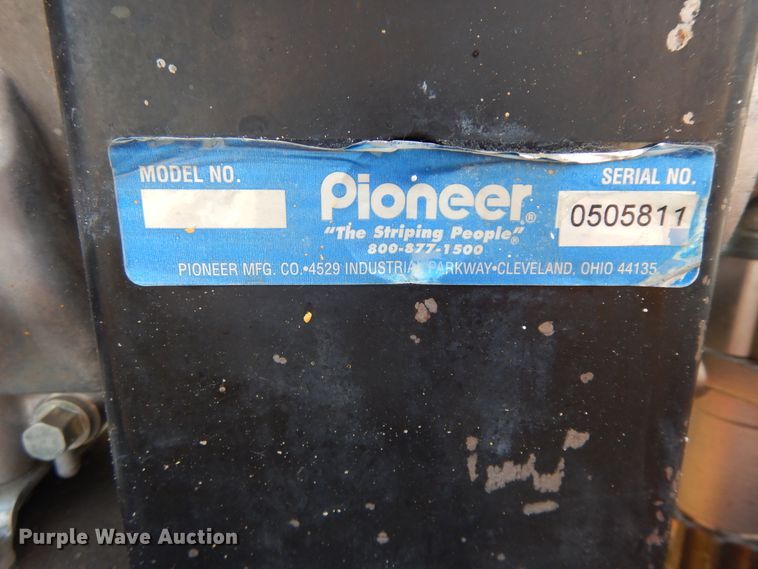 MODEL NO.
Pioneer®
SERIAL NO.
0505811
"The Striping People"®
800-877-1500
PIONEER MFG. CO.•4529 INDUSTRIAL PARKWAY•CLEVELAND, OHIO 44135
Purple Wave Auction®